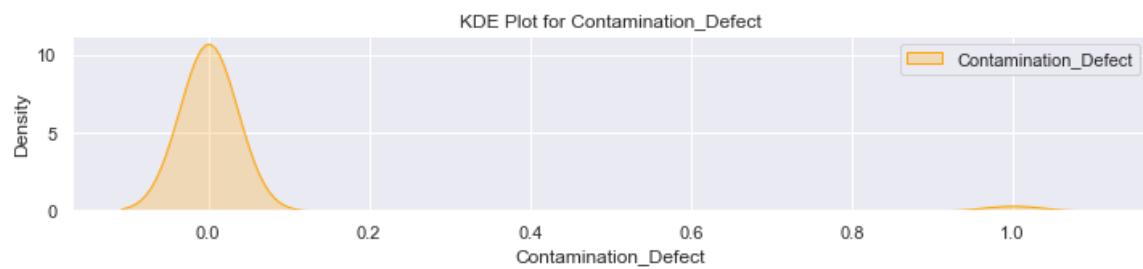 KDE Plot for Contamination_Defect
Contamination_Defect
10
5
0
Density
0.0 0.2 0.4 0.6 0.8 1.0
Contamination_Defect